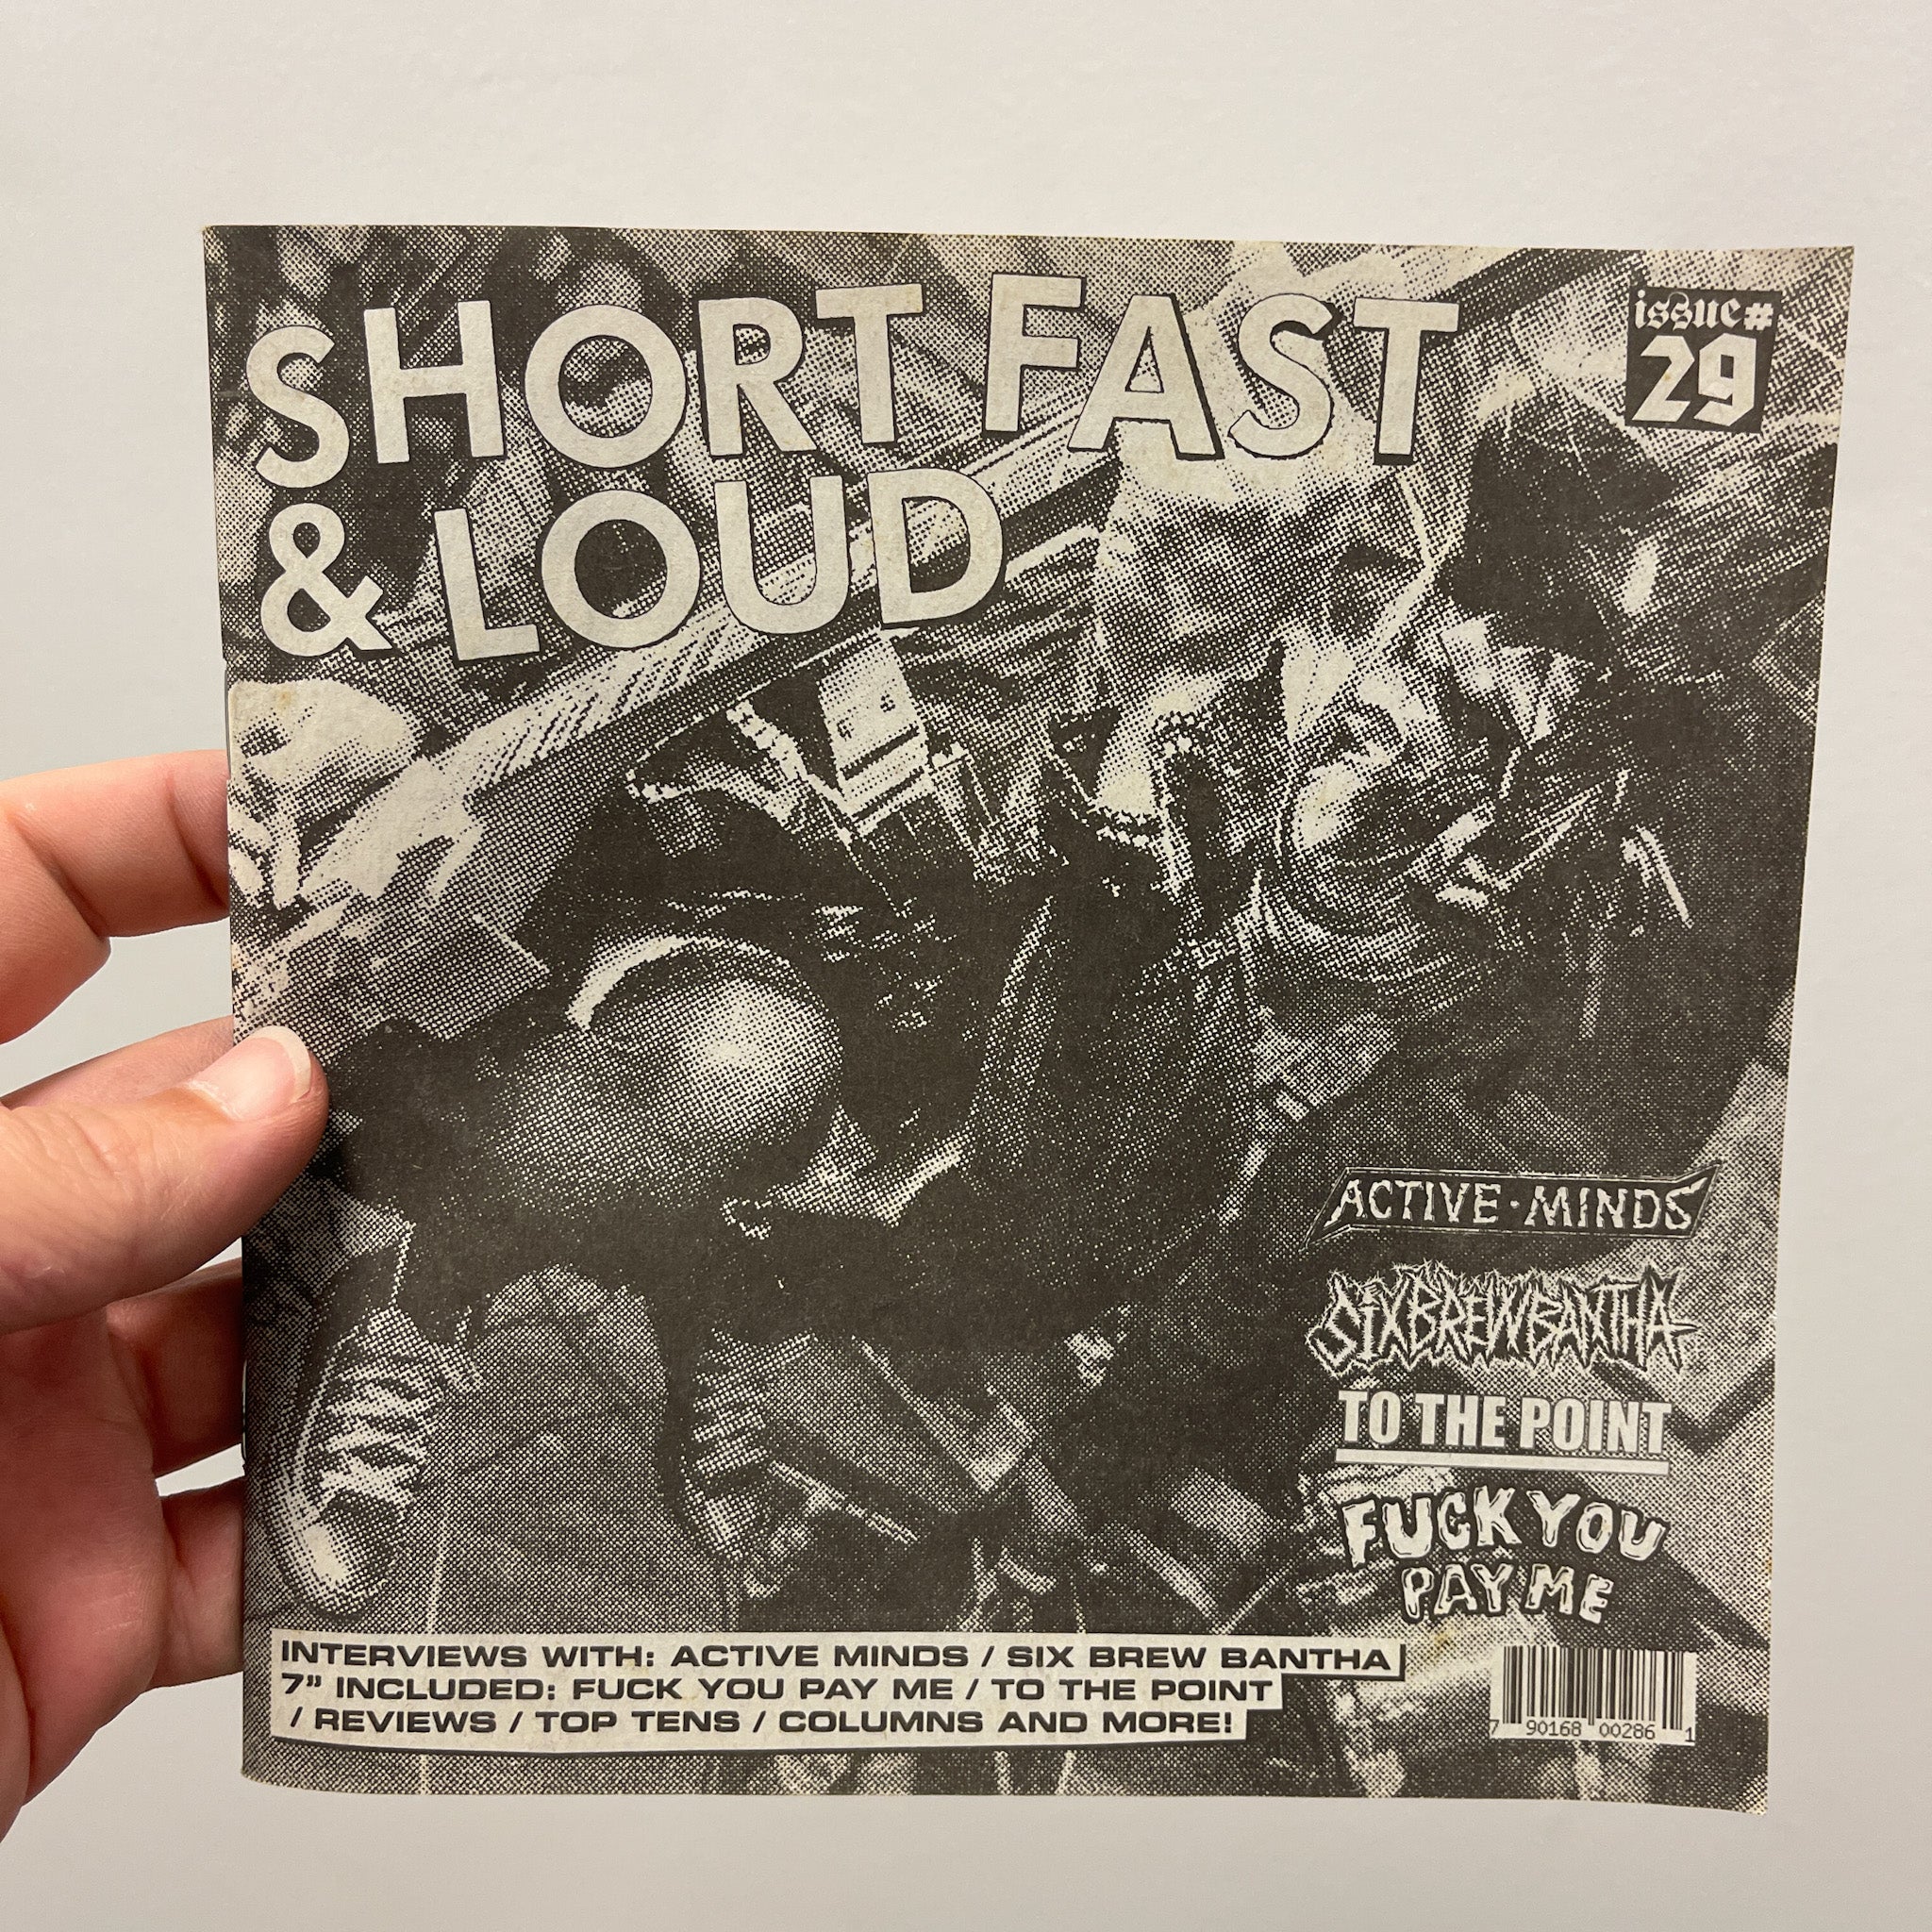 SHORT FAST
& LOUD
issue#
29
ACTIVE·MINDS
SIXBREWBANTHA
TO THE POINT
FUCK YOU
PAY ME
INTERVIEWS WITH: ACTIVE MINDS / SIX BREW BANTHA
7" INCLUDED: FUCK YOU PAY ME / TO THE POINT
/ REVIEWS / TOP TENS / COLUMNS AND MORE!
7 90168 00286 1